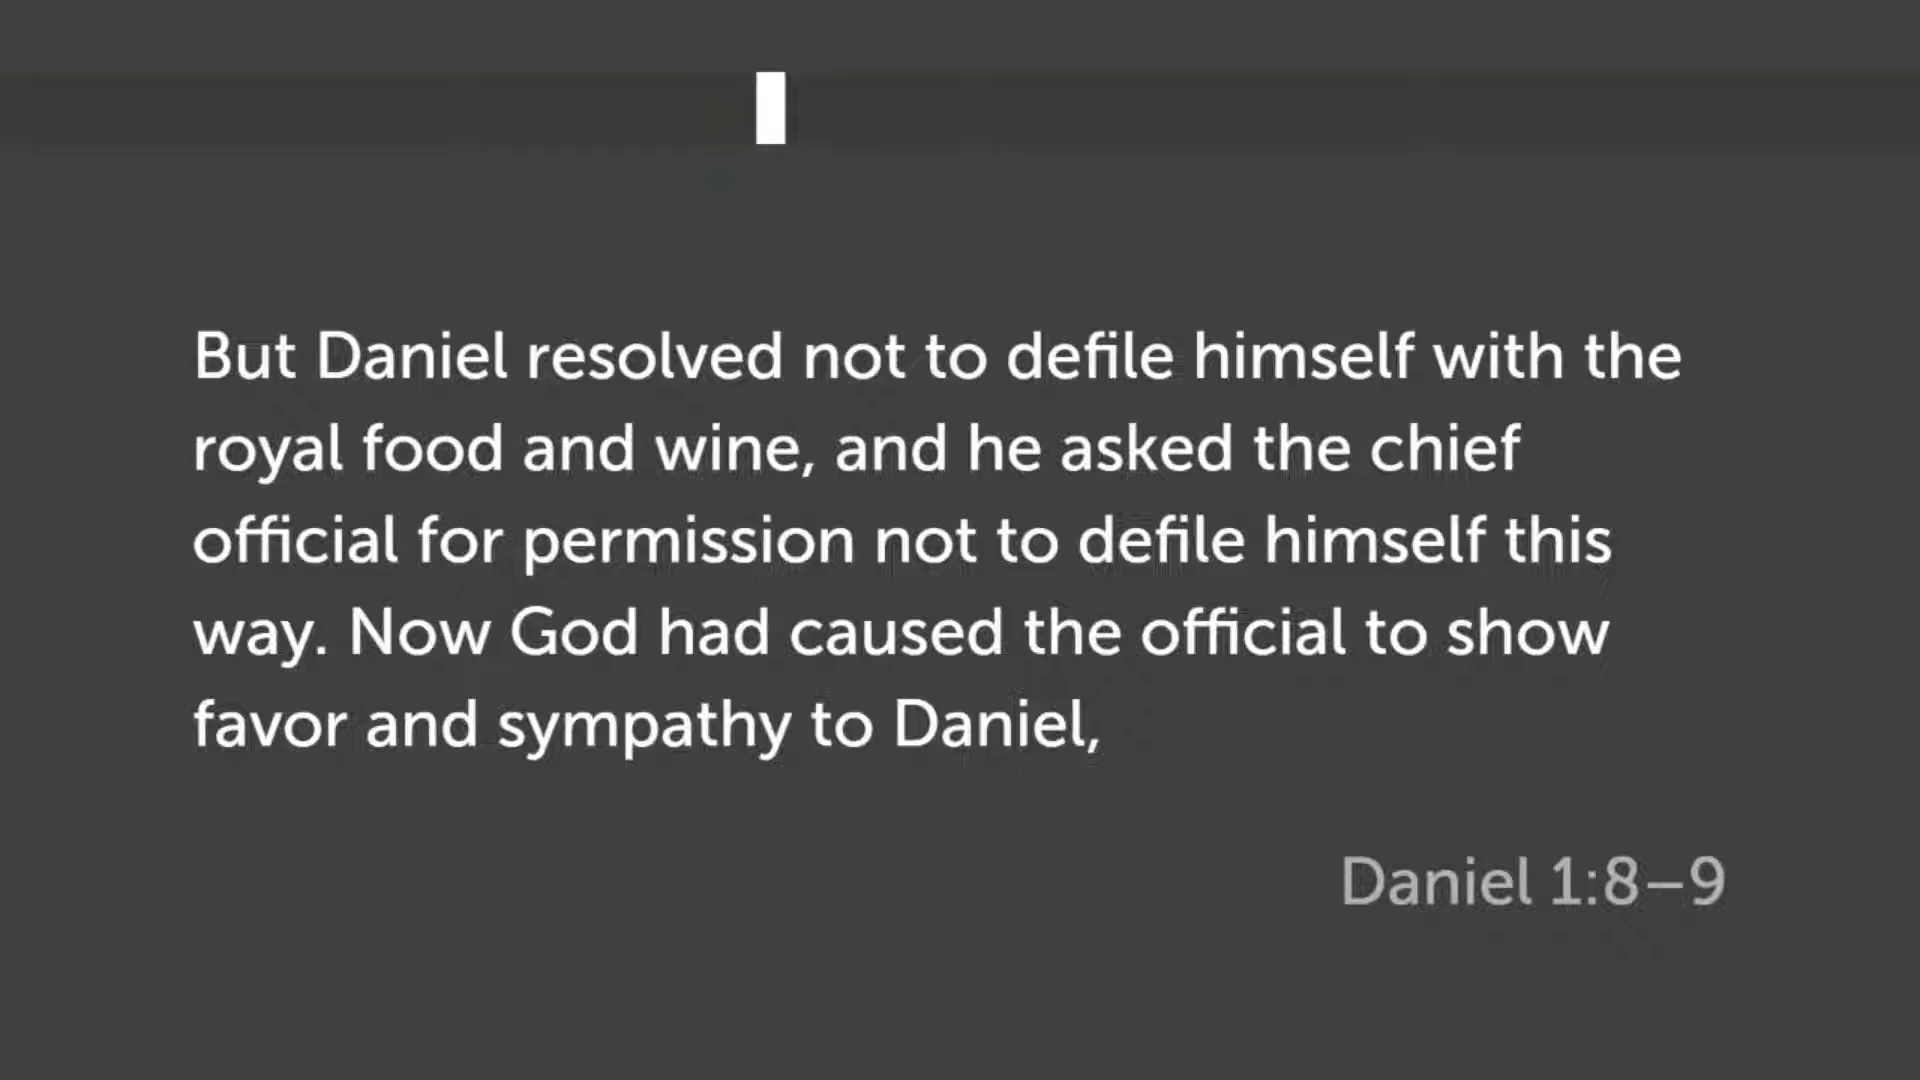 But Daniel resolved not to defile himself with the
royal food and wine, and he asked the chief
official for permission not to defile himself this
way. Now God had caused the official to show
favor and sympathy to Daniel,
Daniel 1:8–9